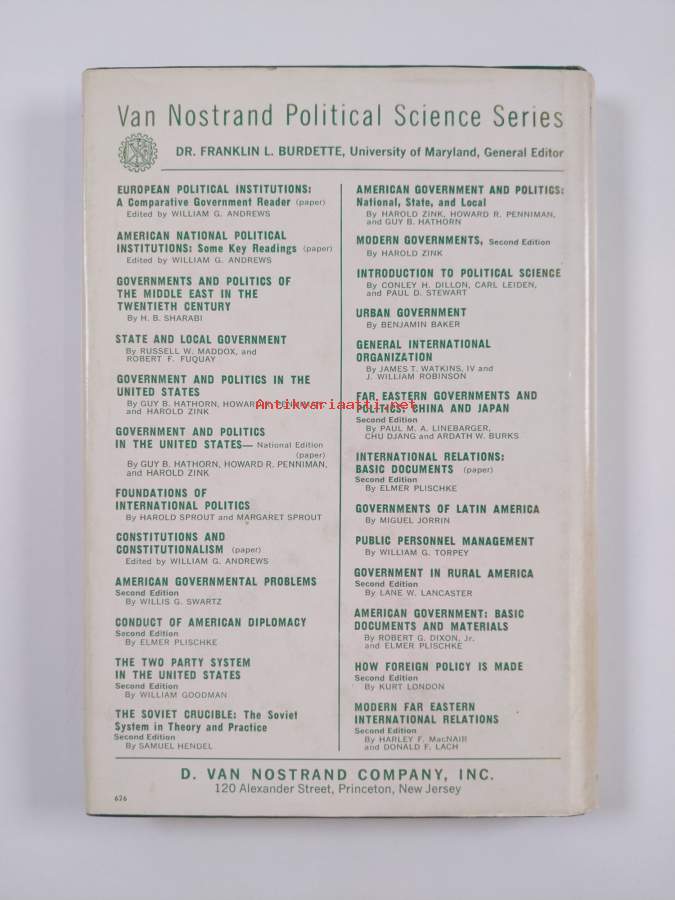 Van Nostrand Political Science Series
DR. FRANKLIN L. BURDETTE, University of Maryland, General Editor
EUROPEAN POLITICAL INSTITUTIONS:
A Comparative Government Reader (paper)
Edited by WILLIAM G. ANDREWS
AMERICAN NATIONAL POLITICAL
INSTITUTIONS: Some Key Readings (paper)
Edited by WILLIAM G. ANDREWS
GOVERNMENTS AND POLITICS OF
THE MIDDLE EAST IN THE
TWENTIETH CENTURY
By H. B. SHARABI
STATE AND LOCAL GOVERNMENT
By RUSSELL W. MADDOX, and
ROBERT F. FUQUAY
GOVERNMENT AND POLITICS IN THE
UNITED STATES
By GUY B. HATHORN, HOWARD R. PENNIMAN,
and HAROLD ZINK
GOVERNMENT AND POLITICS
IN THE UNITED STATES— National Edition
(paper)
By GUY B. HATHORN, HOWARD R. PENNIMAN,
and HAROLD ZINK
FOUNDATIONS OF
INTERNATIONAL POLITICS
By HAROLD SPROUT and MARGARET SPROUT
CONSTITUTIONS AND
CONSTITUTIONALISM (paper)
Edited by WILLIAM G. ANDREWS
AMERICAN GOVERNMENTAL PROBLEMS
Second Edition
By WILLIS G. SWARTZ
CONDUCT OF AMERICAN DIPLOMACY
Second Edition
By ELMER PLISCHKE
THE TWO PARTY SYSTEM
IN THE UNITED STATES
Second Edition
By WILLIAM GOODMAN
THE SOVIET CRUCIBLE: The Soviet
System in Theory and Practice
Second Edition
By SAMUEL HENDEL
AMERICAN GOVERNMENT AND POLITICS:
National, State, and Local
By HAROLD ZINK, HOWARD R. PENNIMAN,
and GUY B. HATHORN
MODERN GOVERNMENTS, Second Edition
By HAROLD ZINK
INTRODUCTION TO POLITICAL SCIENCE
By CONLEY H. DILLON, CARL LEIDEN,
and PAUL D. STEWART
URBAN GOVERNMENT
By BENJAMIN BAKER
GENERAL INTERNATIONAL
ORGANIZATION
By JAMES T. WATKINS, IV and
J. WILLIAM ROBINSON
FAR EASTERN GOVERNMENTS AND
POLITICS: CHINA AND JAPAN
Second Edition
By PAUL M. A. LINEBARGER,
CHU DJANG and ARDATH W. BURKS
INTERNATIONAL RELATIONS:
BASIC DOCUMENTS (paper)
Second Edition
By ELMER PLISCHKE
GOVERNMENTS OF LATIN AMERICA
By MIGUEL JORRIN
PUBLIC PERSONNEL MANAGEMENT
By WILLIAM G. TORPEY
GOVERNMENT IN RURAL AMERICA
Second Edition
By LANE W. LANCASTER
AMERICAN GOVERNMENT: BASIC
DOCUMENTS AND MATERIALS
By ROBERT G. DIXON, Jr.
and ELMER PLISCHKE
HOW FOREIGN POLICY IS MADE
Second Edition
By KURT LONDON
MODERN FAR EASTERN
INTERNATIONAL RELATIONS
Second Edition
By HARLEY F. MacNAIR
and DONALD F. LACH
D. VAN NOSTRAND COMPANY, INC.
120 Alexander Street, Princeton, New Jersey
626
Antikvariaatti.net